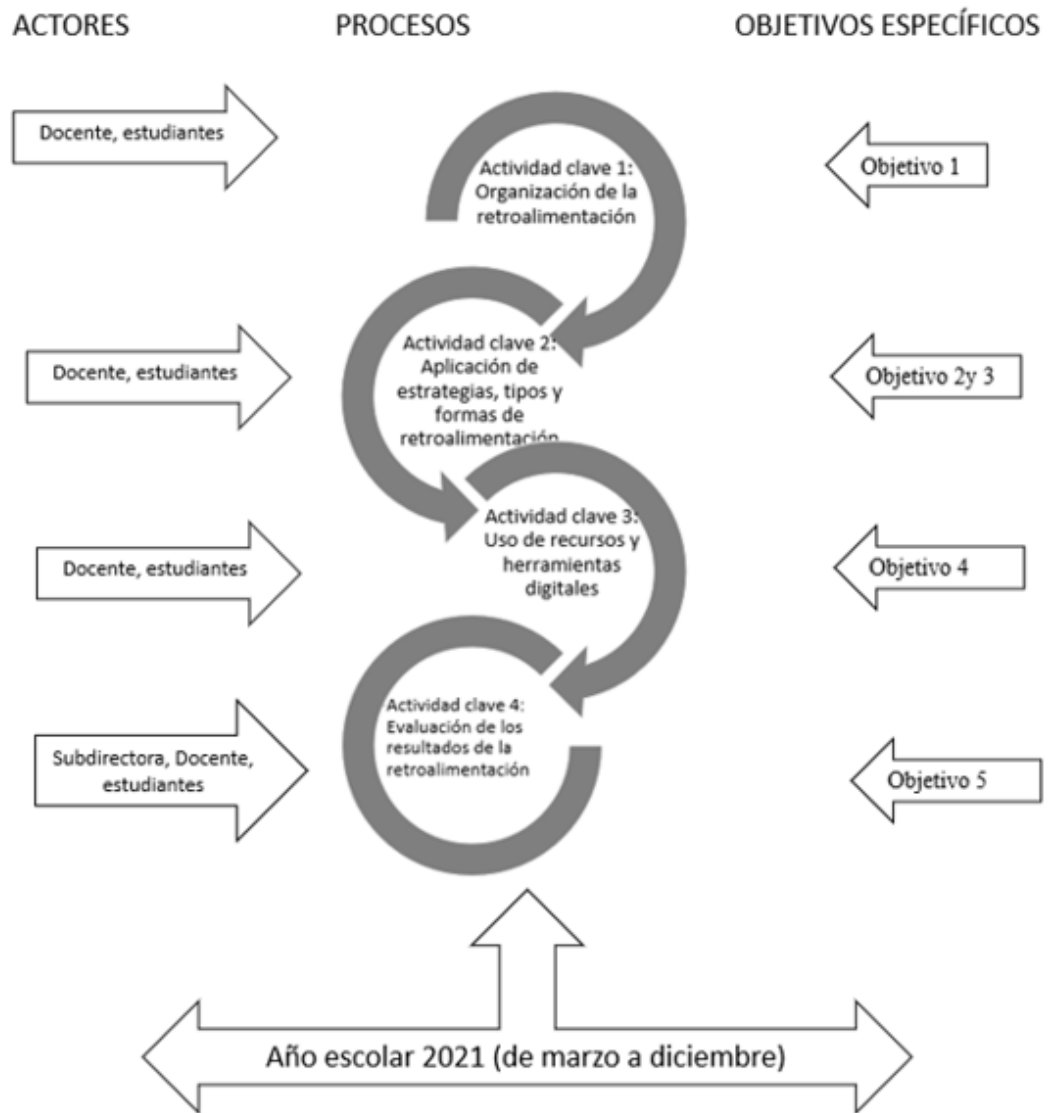 ACTORES
PROCESOS
OBJETIVOS ESPECÍFICOS
Docente, estudiantes
Actividad clave 1:
Organización de la
retroalimentación
Objetivo 1
Docente, estudiantes
Actividad clave 2:
Aplicación de
estrategias, tipos y
formas de
retroalimentación
Objetivo 2y 3
Docente, estudiantes
Actividad clave 3:
Uso de recursos y
herramientas
digitales
Objetivo 4
Subdirectora, Docente,
estudiantes
Actividad clave 4:
Evaluación de los
resultados de la
retroalimentación
Objetivo 5
Año escolar 2021 (de marzo a diciembre)